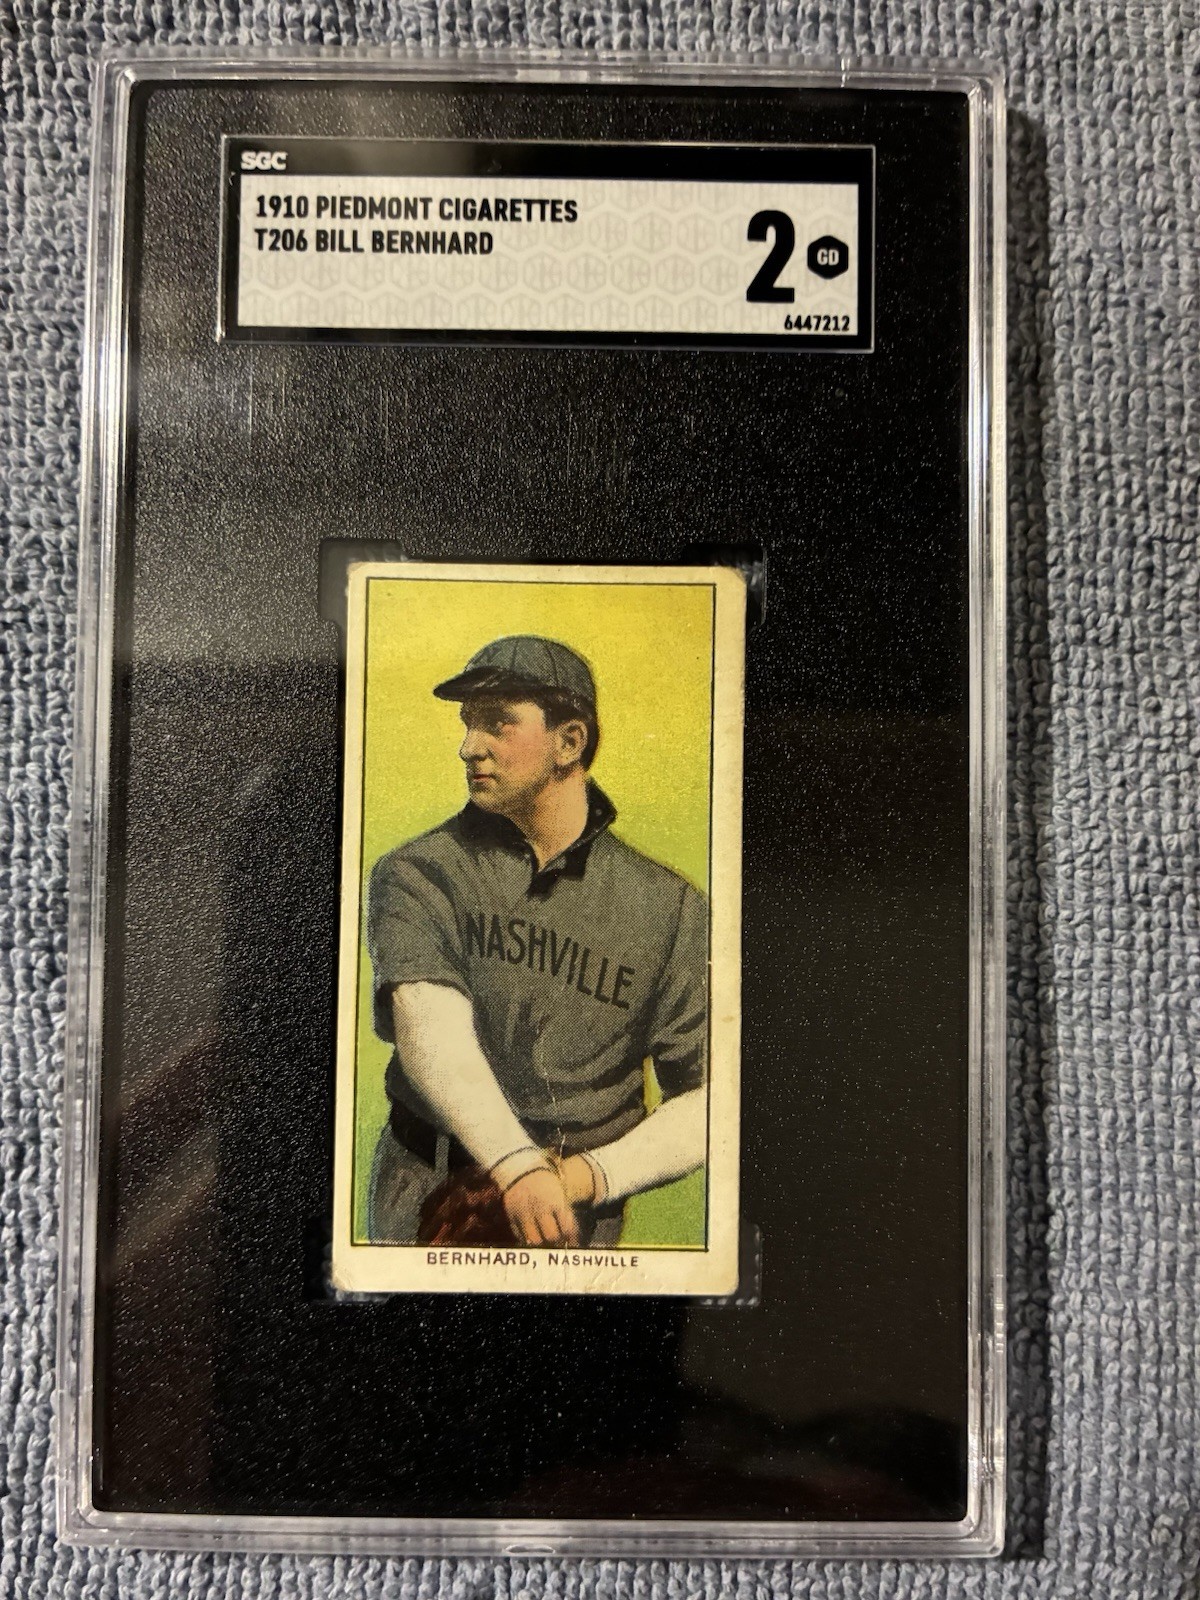 SGC
1910 PIEDMONT CIGARETTES
T206 BILL BERNHARD
2 GD
6447212
NASHVILLE
BERNHARD, NASHVILLE